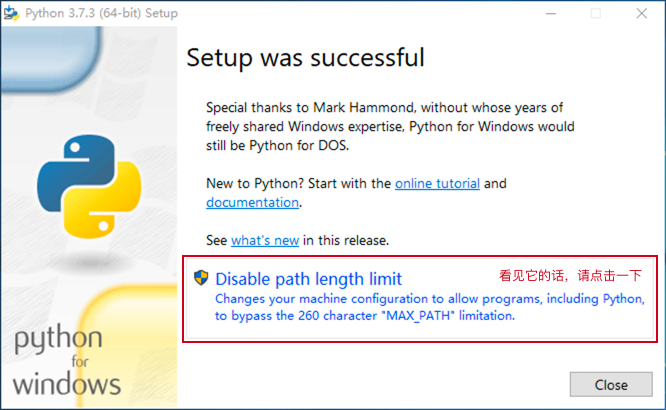 Python 3.7.3 (64-bit) Setup
Setup was successful
Special thanks to Mark Hammond, without whose years of
freely shared Windows expertise, Python for Windows would
still be Python for DOS.
New to Python? Start with the online tutorial and
documentation.
See what's new in this release.
Disable path length limit
看见它的话，请点击一下
Changes your machine configuration to allow programs, including Python,
to bypass the 260 character "MAX_PATH" limitation.
python
for
windows
Close